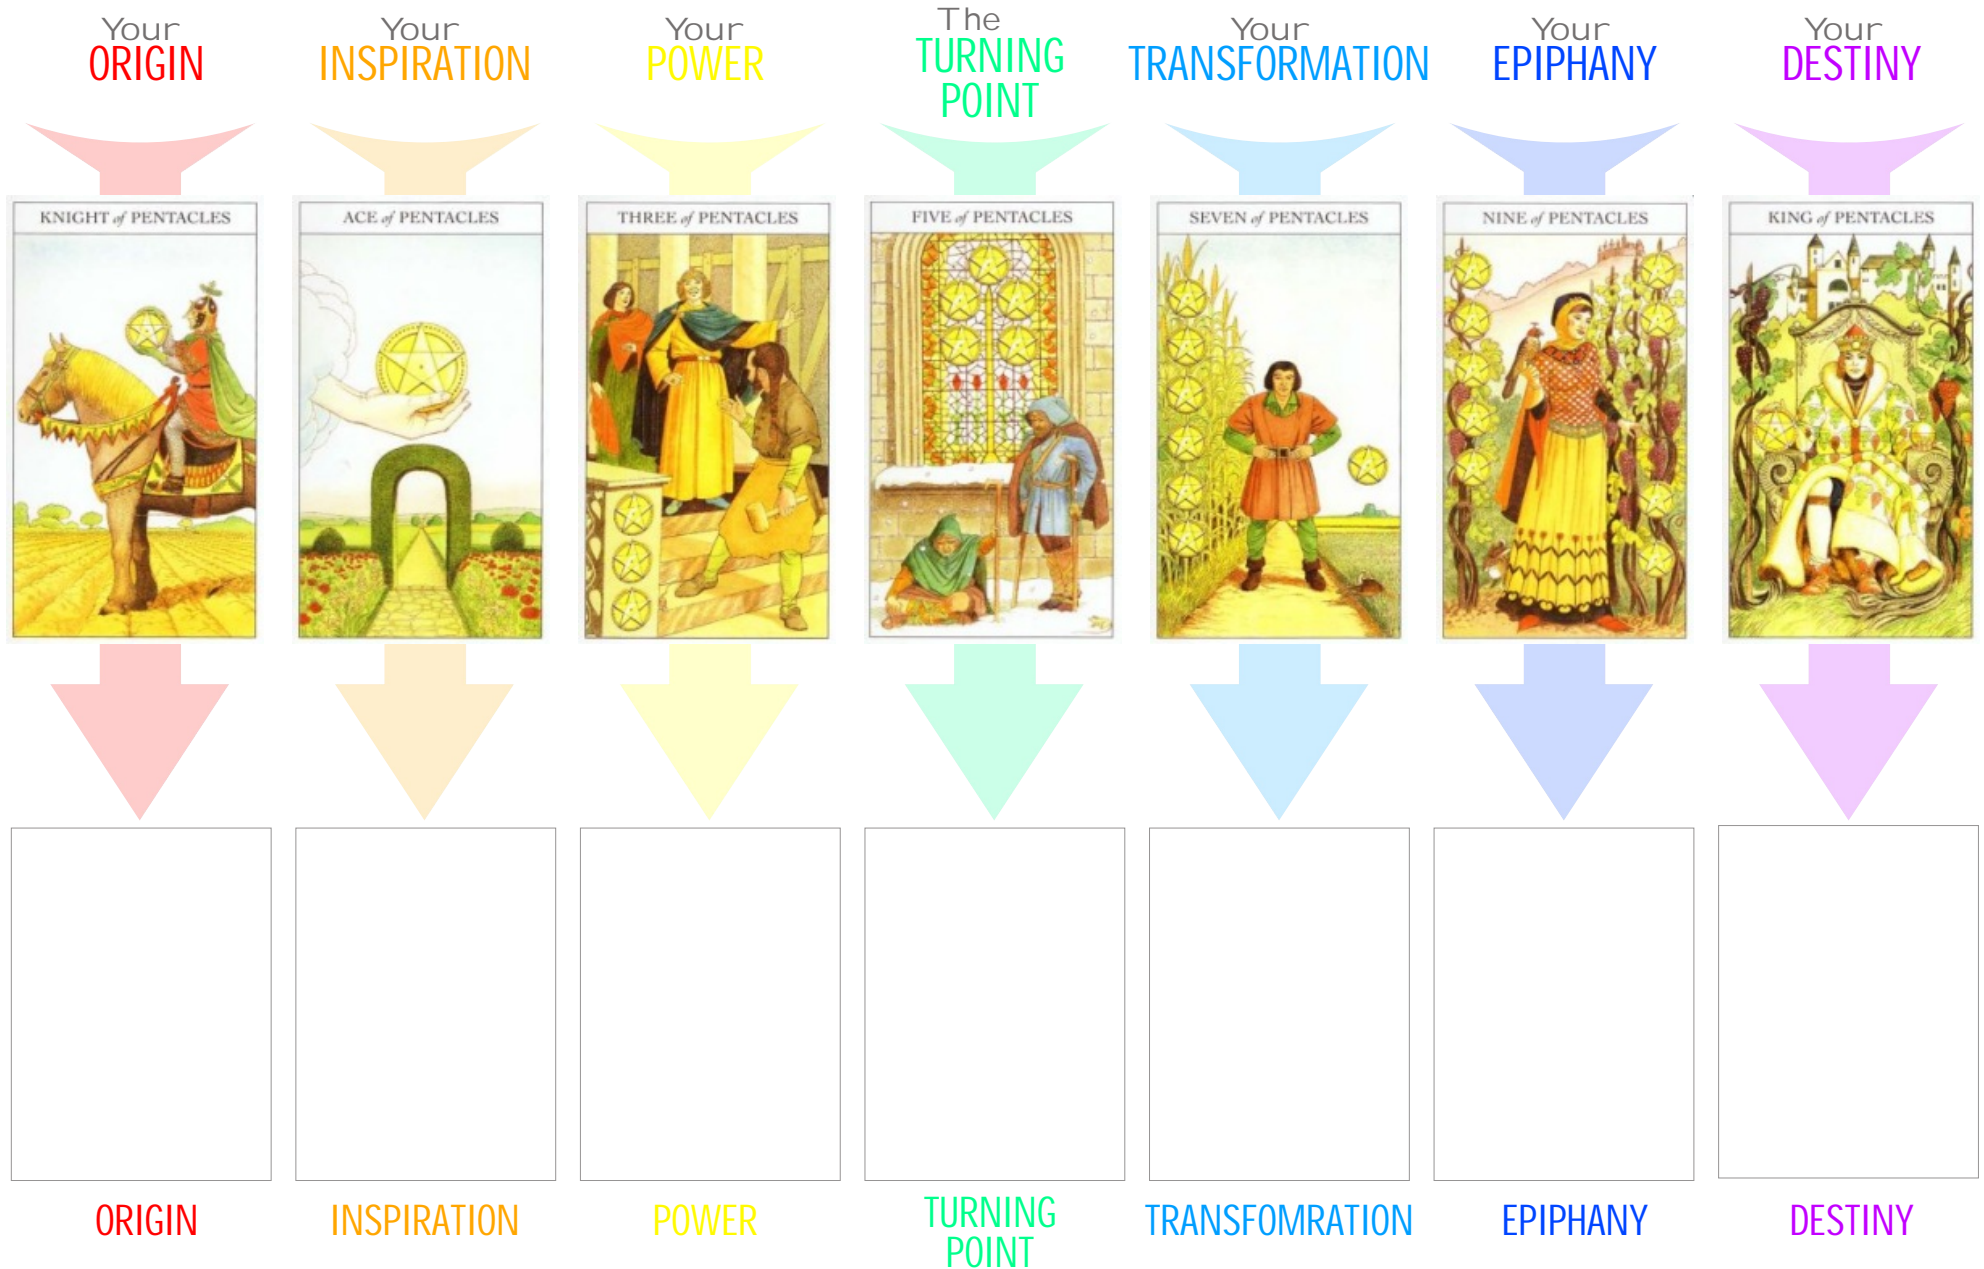 Your
ORIGIN
Your
INSPIRATION
Your
POWER
The
TURNING
POINT
Your
TRANSFORMATION
Your
EPIPHANY
Your
DESTINY
KNIGHT of PENTACLES
ACE of PENTACLES
THREE of PENTACLES
FIVE of PENTACLES
SEVEN of PENTACLES
NINE of PENTACLES
KING of PENTACLES
ORIGIN
INSPIRATION
POWER
TURNING
POINT
TRANSFOMRATION
EPIPHANY
DESTINY